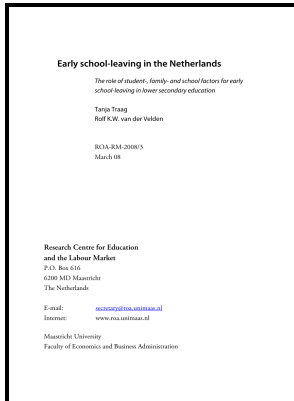 Early school-leaving in the Netherlands
The role of student-, family- and school factors for early
school-leaving in lower secondary education
Tanja Traag
Rolf K.W. van der Velden
ROA-RM-2008/3
March 08
Research Centre for Education
and the Labour Market
P.O. Box 616
6200 MD Maastricht
The Netherlands
E-mail: secretary@roa.unimaas.nl
Internet: www.roa.unimaas.nl
Maastricht University
Faculty of Economics and Business Administration